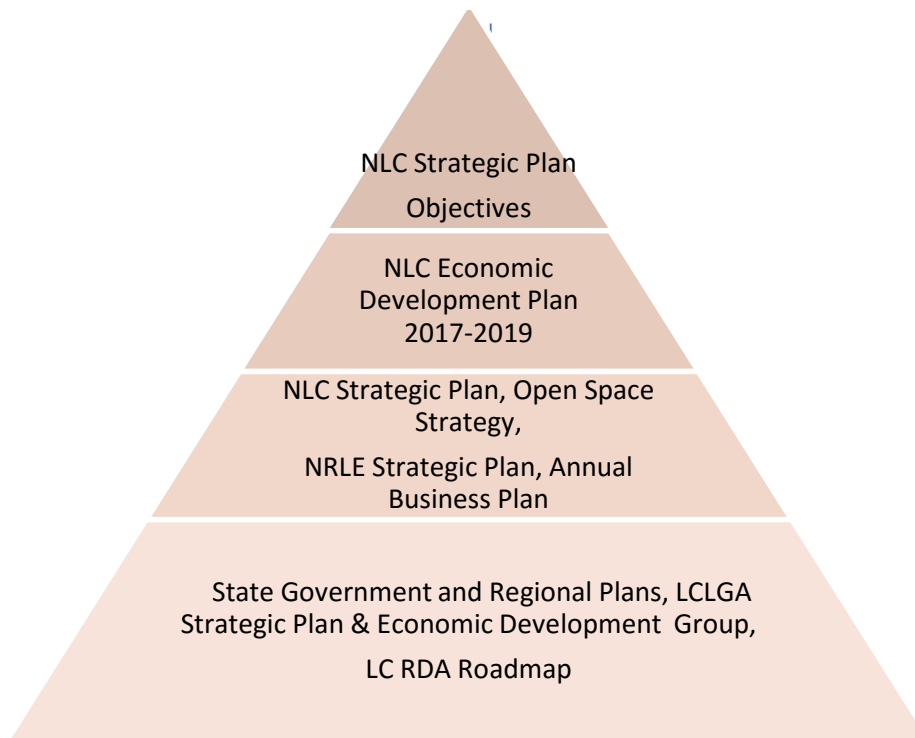 NLC Strategic Plan
Objectives
NLC Economic
Development Plan
2017-2019
NLC Strategic Plan, Open Space
Strategy,
NRLE Strategic Plan, Annual
Business Plan
State Government and Regional Plans, LCLGA
Strategic Plan & Economic Development Group,
LC RDA Roadmap